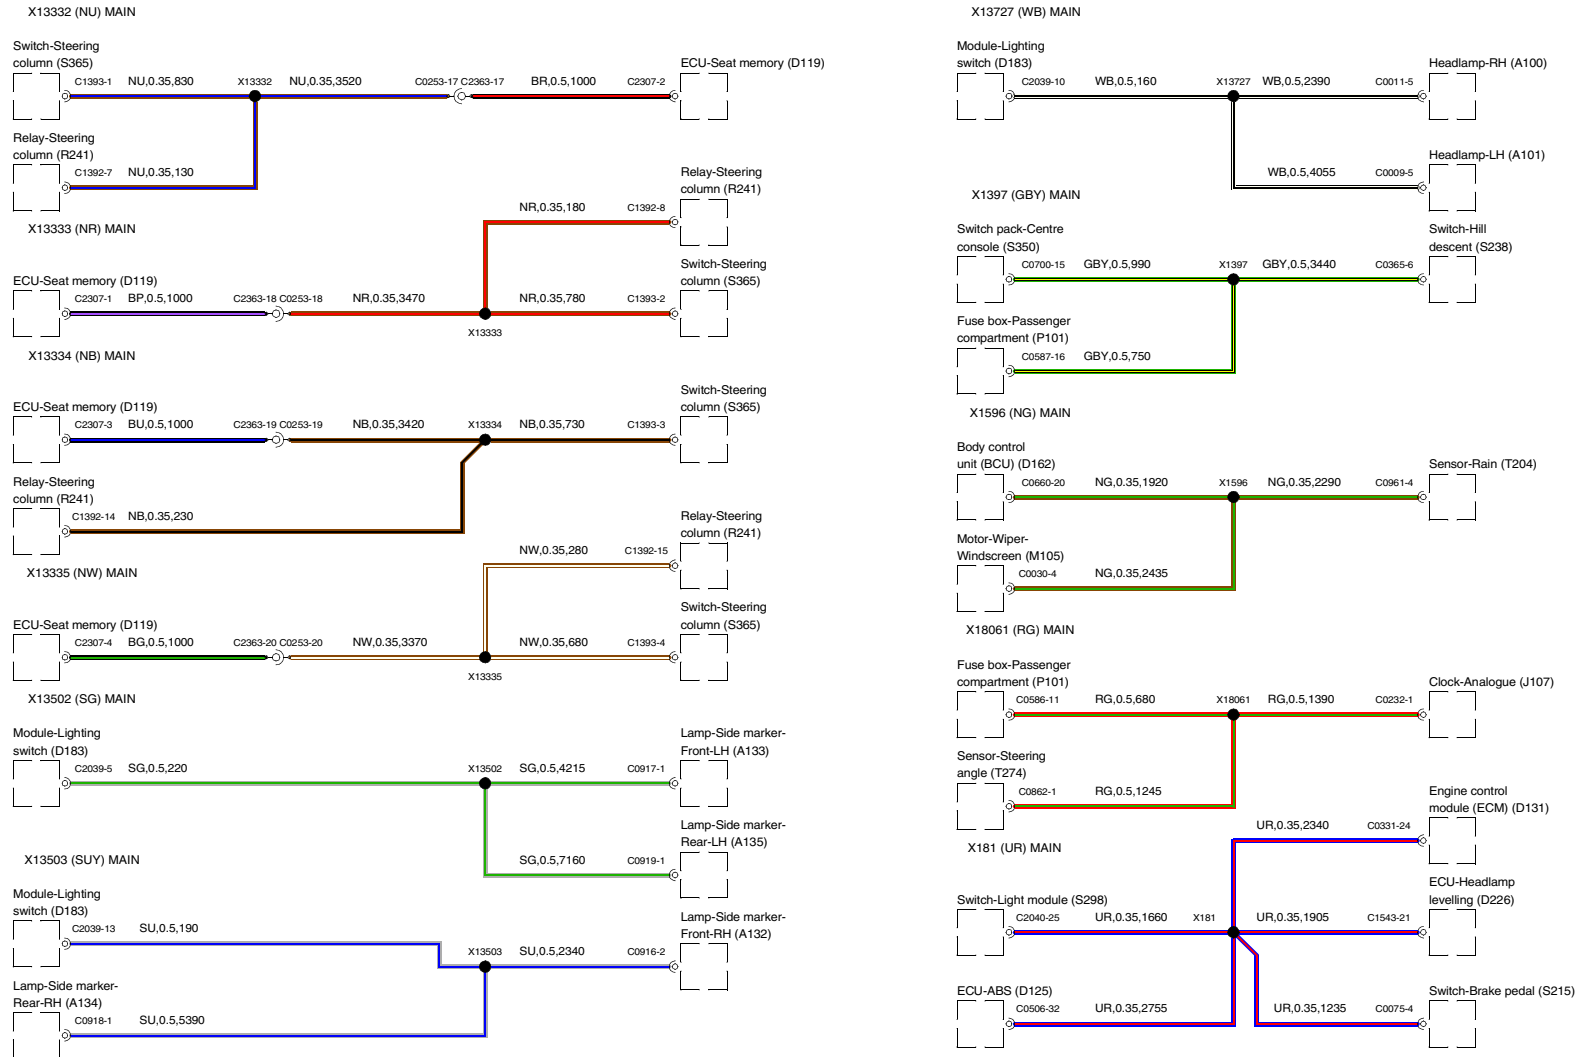 X13332 (NU) MAIN
Switch-Steering
column (S365)
C1393-1 NU,0.35,830 X13332 NU,0.35,3520 C0253-17 C2363-17 BR,0.5,1000 C2307-2
ECU-Seat memory (D119)
Relay-Steering
column (R241)
C1392-7 NU,0.35,130
X13333 (NR) MAIN
Relay-Steering
column (R241)
NR,0.35,180 C1392-8
ECU-Seat memory (D119)
C2307-1 BP,0.5,1000 C2363-18 C0253-18 NR,0.35,3470 NR,0.35,780 C1393-2
Switch-Steering
column (S365)
X13333
X13334 (NB) MAIN
ECU-Seat memory (D119)
C2307-3 BU,0.5,1000 C2363-19 C0253-19 NB,0.35,3420 X13334 NB,0.35,730 C1393-3
Switch-Steering
column (S365)
Relay-Steering
column (R241)
C1392-14 NB,0.35,230
X13335 (NW) MAIN
Relay-Steering
column (R241)
NW,0.35,280 C1392-15
ECU-Seat memory (D119)
C2307-4 BG,0.5,1000 C2363-20 C0253-20 NW,0.35,3370 NW,0.35,680 C1393-4
Switch-Steering
column (S365)
X13335
X13502 (SG) MAIN
Module-Lighting
switch (D183)
C2039-5 SG,0.5,220 X13502 SG,0.5,4215 C0917-1
Lamp-Side marker-
Front-LH (A133)
Lamp-Side marker-
Rear-LH (A135)
SG,0.5,7160 C0919-1
X13503 (SUY) MAIN
Module-Lighting
switch (D183)
C2039-13 SU,0.5,190
X13503 SU,0.5,2340 C0916-2
Lamp-Side marker-
Front-RH (A132)
Lamp-Side marker-
Rear-RH (A134)
C0918-1 SU,0.5,5390
X13727 (WB) MAIN
Module-Lighting
switch (D183)
C2039-10 WB,0.5,160 X13727 WB,0.5,2390 C0011-5
Headlamp-RH (A100)
Headlamp-LH (A101)
WB,0.5,4055 C0009-5
X1397 (GBY) MAIN
Switch pack-Centre
console (S350)
C0700-15 GBY,0.5,990 X1397 GBY,0.5,3440 C0365-6
Switch-Hill
descent (S238)
Fuse box-Passenger
compartment (P101)
C0587-16 GBY,0.5,750
X1596 (NG) MAIN
Body control
unit (BCU) (D162)
C0660-20 NG,0.35,1920 X1596 NG,0.35,2290 C0961-4
Sensor-Rain (T204)
Motor-Wiper-
Windscreen (M105)
C0030-4 NG,0.35,2435
X18061 (RG) MAIN
Fuse box-Passenger
compartment (P101)
C0586-11 RG,0.5,680 X18061 RG,0.5,1390 C0232-1
Clock-Analogue (J107)
Sensor-Steering
angle (T274)
C0862-1 RG,0.5,1245
X181 (UR) MAIN
Engine control
module (ECM) (D131)
UR,0.35,2340 C0331-24
Switch-Light module (S298)
C2040-25 UR,0.35,1660 X181 UR,0.35,1905 C1543-21
ECU-Headlamp
levelling (D226)
ECU-ABS (D125)
C0506-32 UR,0.35,2755
UR,0.35,1235 C0075-4
Switch-Brake pedal (S215)